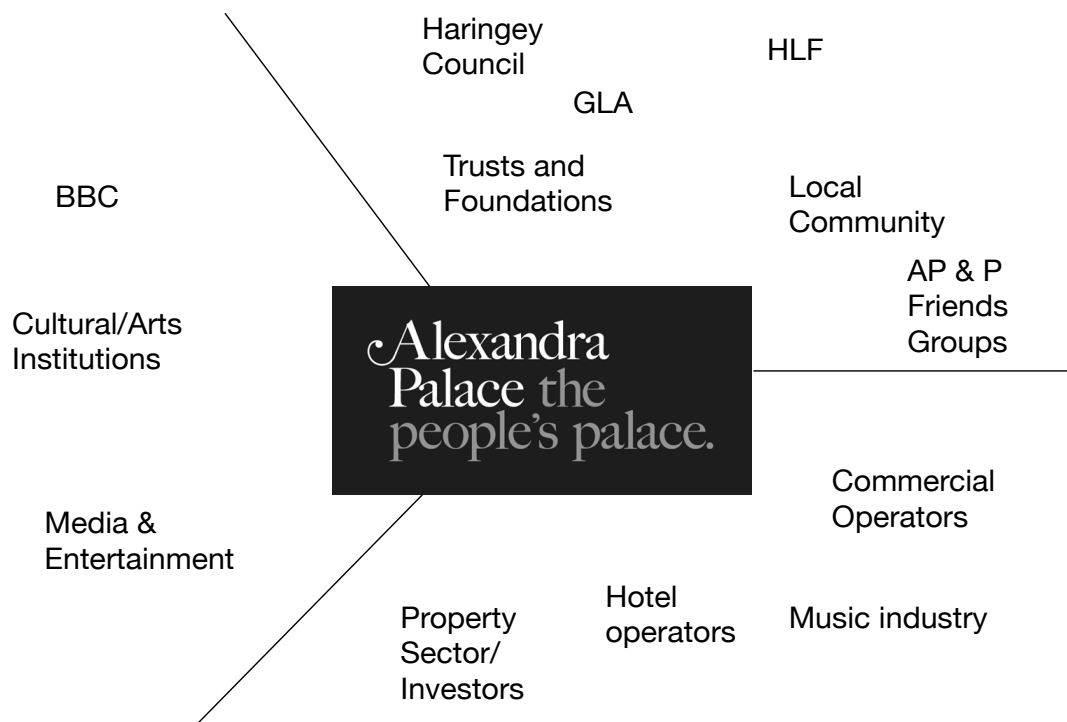 Haringey
Council
HLF
GLA
Trusts and
Foundations
BBC
Local
Community
AP & P
Friends
Groups
Cultural/Arts
Institutions
Alexandra
Palace the
people's palace.
Commercial
Operators
Media &
Entertainment
Property
Sector/
Investors
Hotel
operators
Music industry